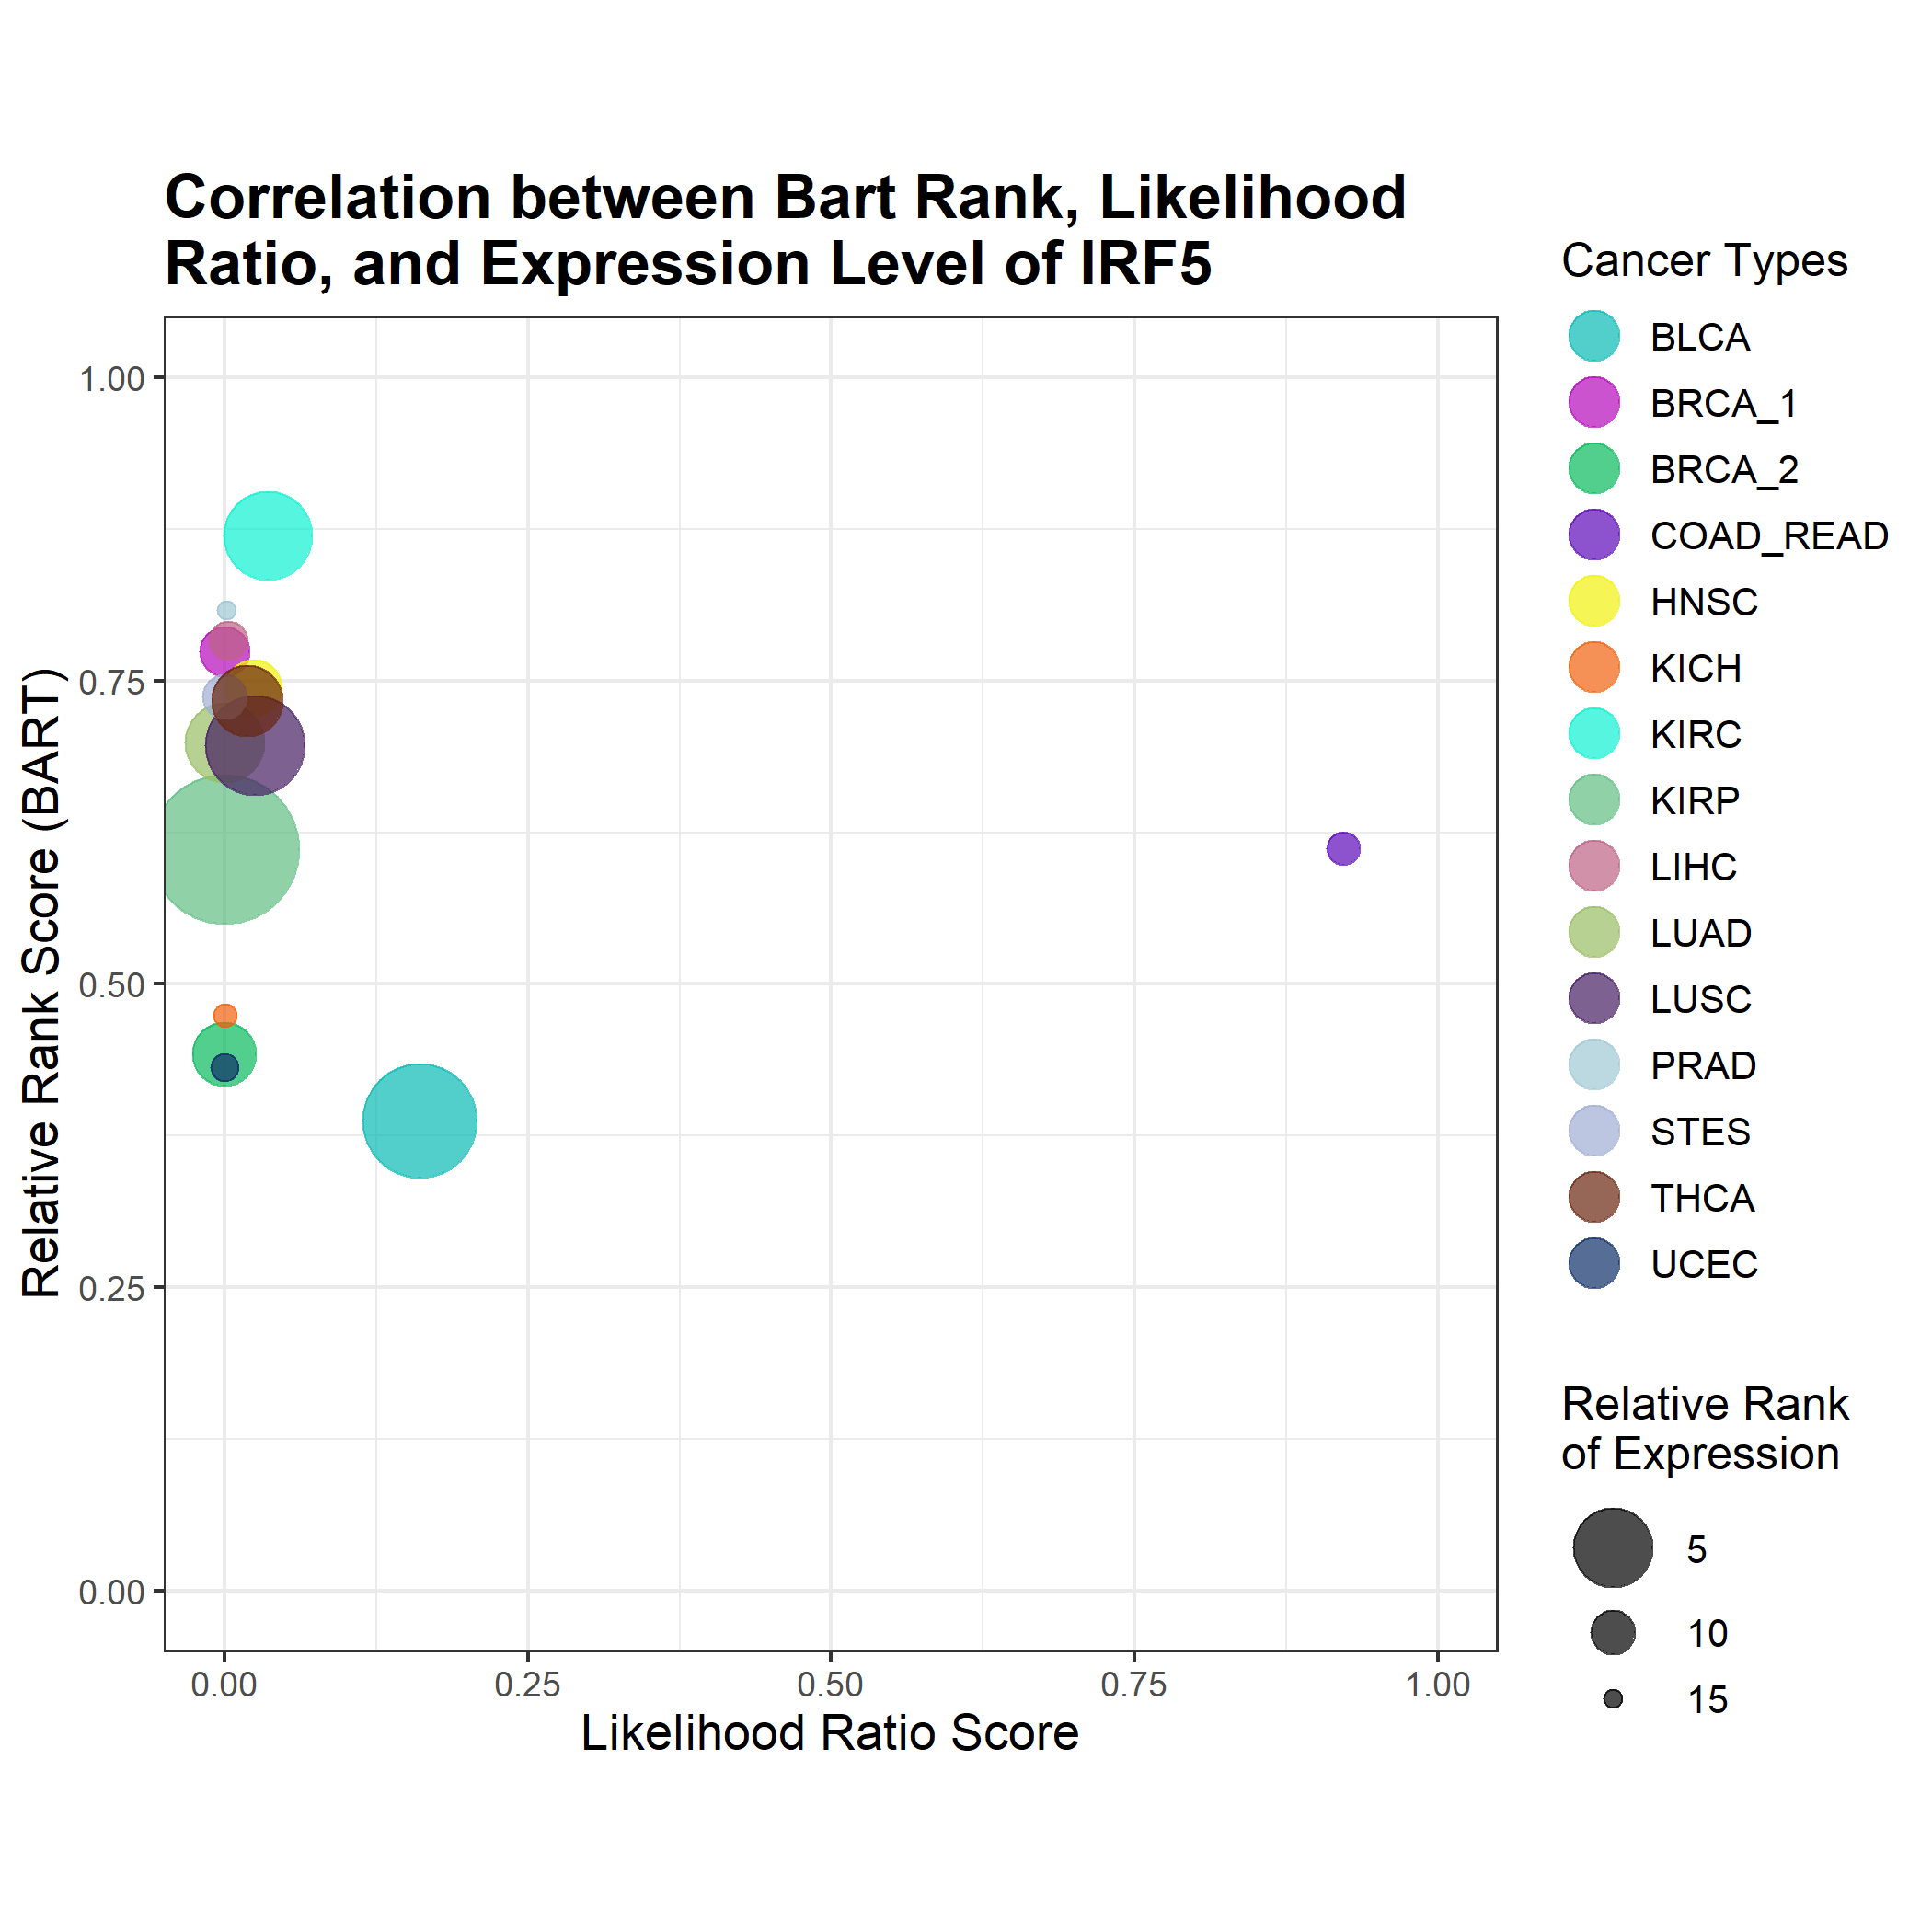 Correlation between Bart Rank, Likelihood
Ratio, and Expression Level of IRF5
Relative Rank Score (BART)
1.00
0.75
0.50
0.25
0.00
0.00 0.25 0.50 0.75 1.00
Likelihood Ratio Score
Cancer Types
BLCA
BRCA_1
BRCA_2
COAD_READ
HNSC
KICH
KIRC
KIRP
LIHC
LUAD
LUSC
PRAD
STES
THCA
UCEC
Relative Rank
of Expression
5
10
15